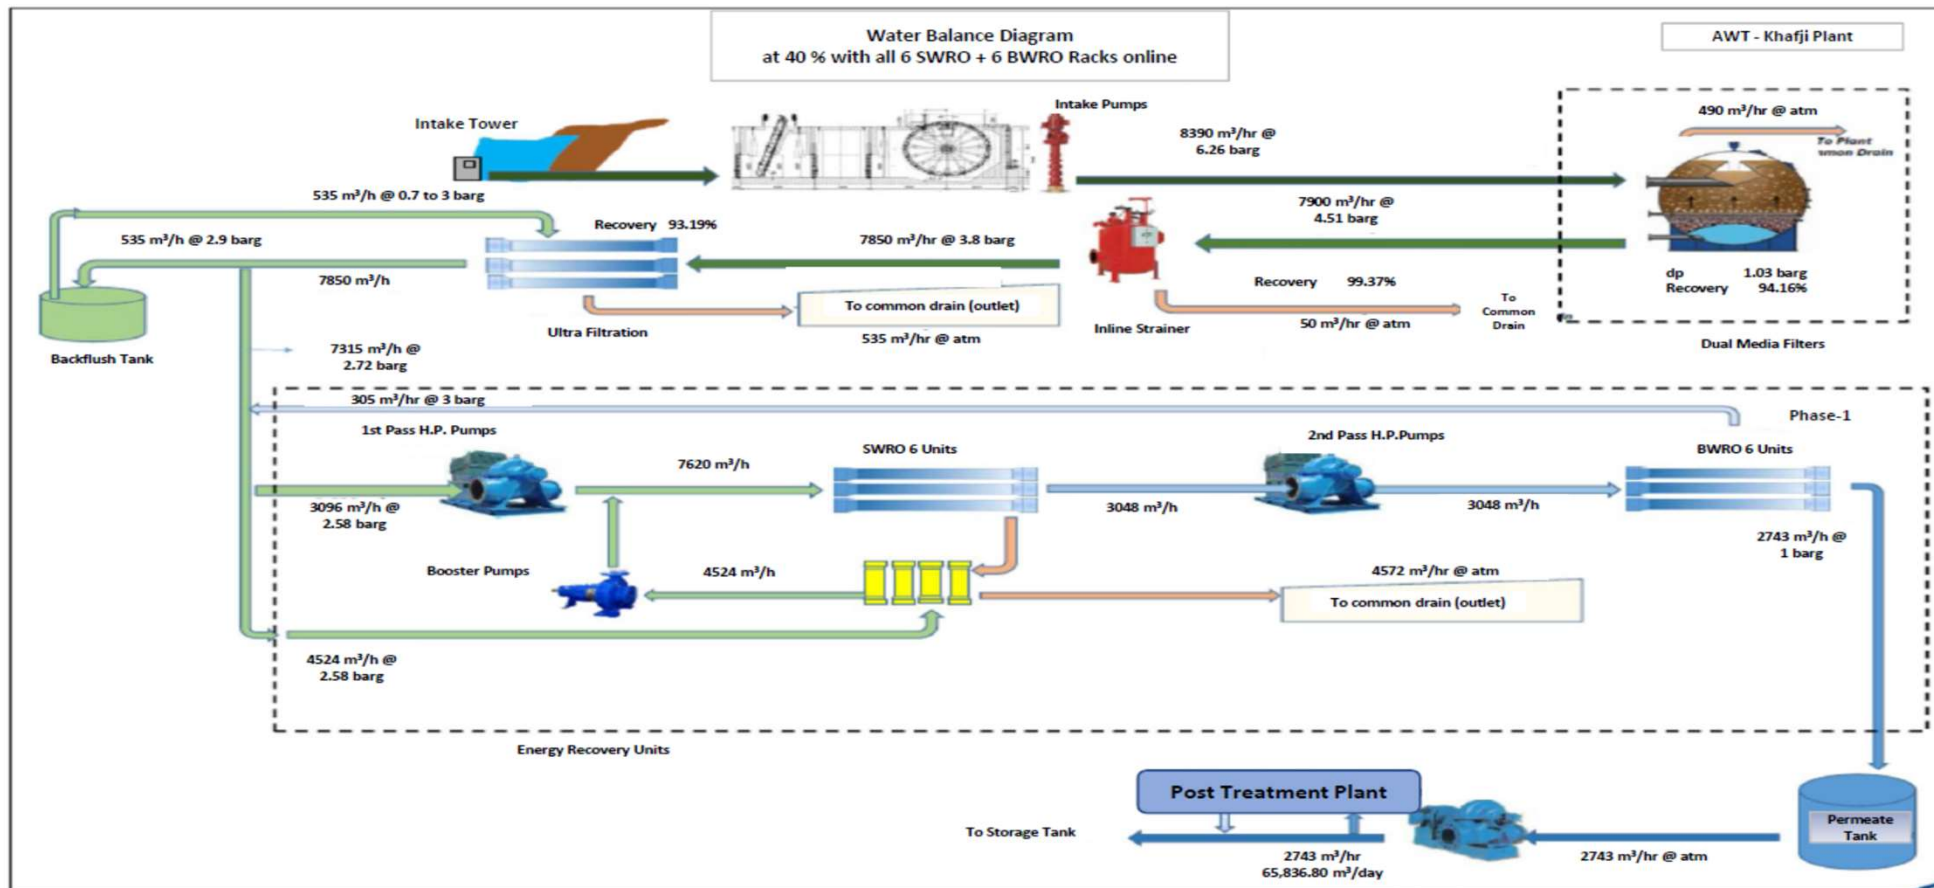 Water Balance Diagram
at 40 % with all 6 SWRO + 6 BWRO Racks online
AWT - Khafji Plant
Intake Tower
Intake Pumps
8390 m³/hr @
6.26 barg
490 m³/hr @ atm
To Plant
mmon Drain
535 m³/h @ 0.7 to 3 barg
Recovery 93.19%
7900 m³/hr @
4.51 barg
535 m³/h @ 2.9 barg
7850 m³/hr @ 3.8 barg
7850 m³/h
dp 1.03 barg
Recovery 94.16%
Recovery 99.37%
To
Common
Drain
To common drain (outlet)
50 m³/hr @ atm
Inline Strainer
Ultra Filtration
535 m³/hr @ atm
Dual Media Filters
Backflush Tank
7315 m³/h @
2.72 barg
305 m³/hr @ 3 barg
Phase-1
1st Pass H.P. Pumps
2nd Pass H.P.Pumps
SWRO 6 Units
BWRO 6 Units
7620 m³/h
3096 m³/h @
2.58 barg
3048 m³/h
3048 m³/h
2743 m³/h @
1 barg
Booster Pumps
4524 m³/h
4572 m³/hr @ atm
To common drain (outlet)
4524 m³/h @
2.58 barg
Energy Recovery Units
Post Treatment Plant
Permeate
Tank
To Storage Tank
2743 m³/hr
65,836.80 m³/day
2743 m³/hr @ atm